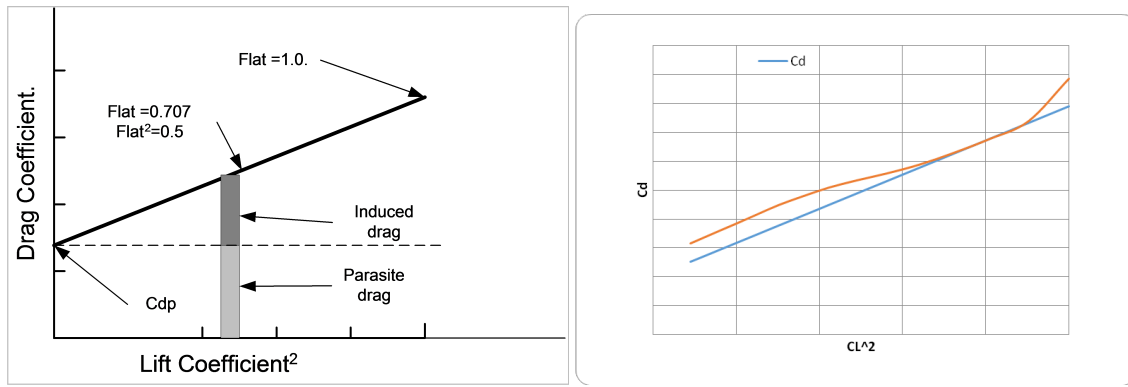 Flat =1.0.
Flat =0.707
Flat²=0.5
Drag Coefficient.
Induced
drag
Parasite
drag
Cdp
Lift Coefficient²
Cd
Cd
CL^2